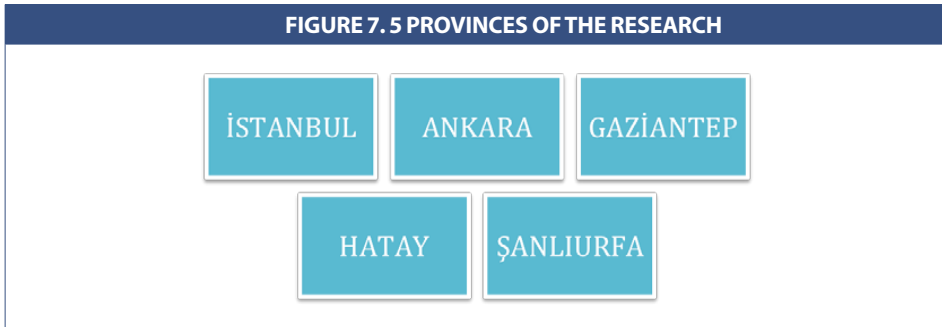 FIGURE 7. 5 PROVINCES OF THE RESEARCH
İSTANBUL
ANKARA
GAZİANTEP
HATAY
ŞANLIURFA